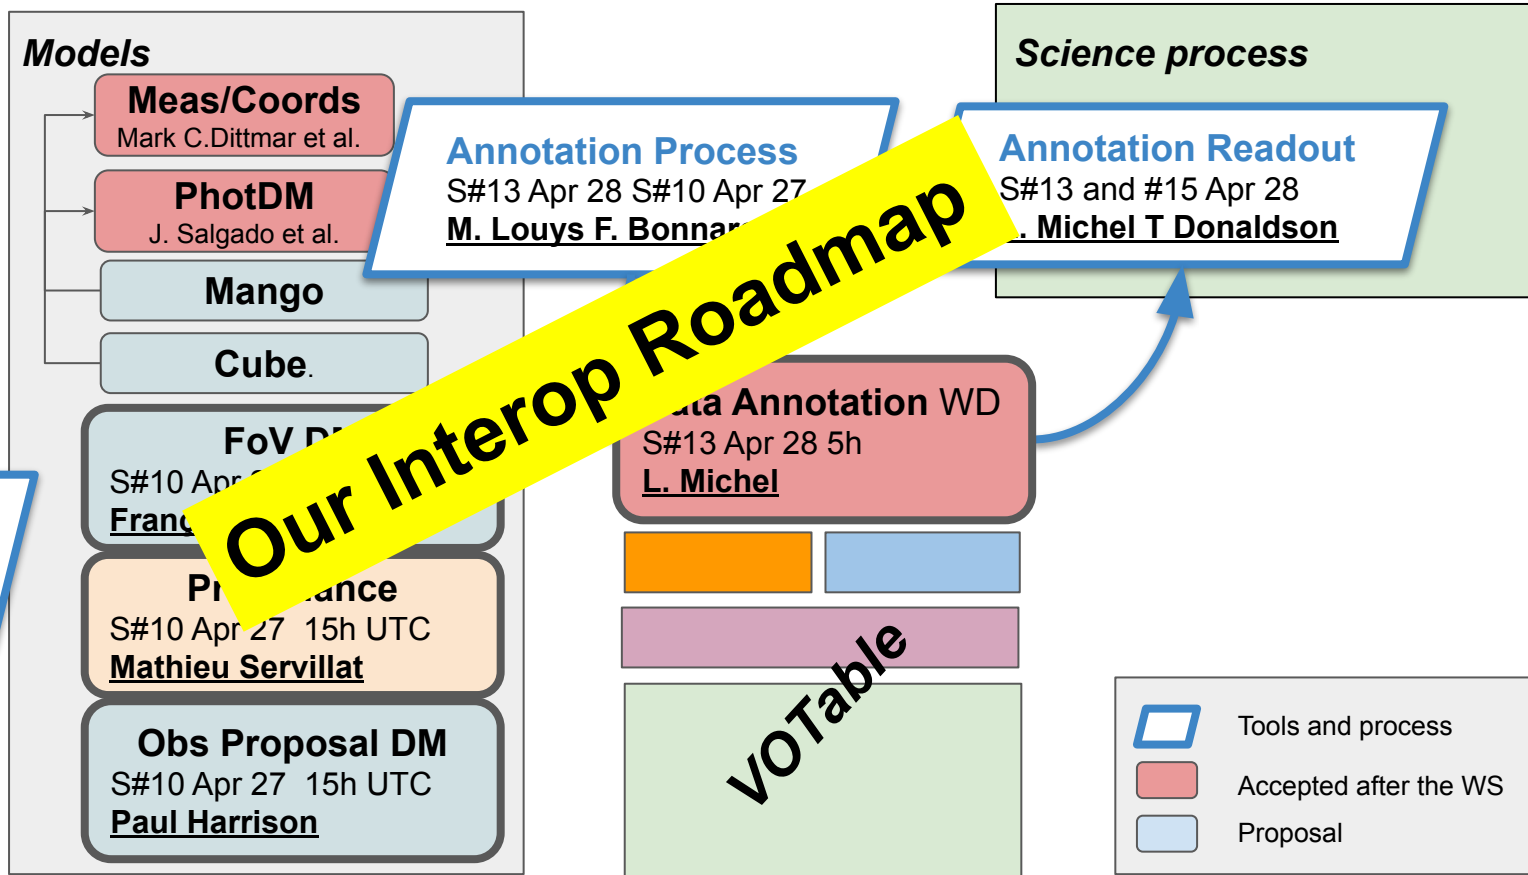 Models
Meas/Coords
Mark C.Dittmar et al.
PhotDM
J. Salgado et al.
Mango
Cube.
FoV
S#10 Apr
S#10 Apr 27 15h UTC
Mathieu Servillat
Obs Proposal DM
S#10 Apr 27 15h UTC
Paul Harrison
Annotation Process
S#13 Apr 28 S#10 Apr 27
M. Louys F.
Our Interop Roadmap
Science process
Annotation Readout
S#13 and #15 Apr 28
Michel T Donaldson
Annotation WD
S#13 Apr 28 5h
L. Michel
VOTable
Tools and process
Accepted after the WS
Proposal